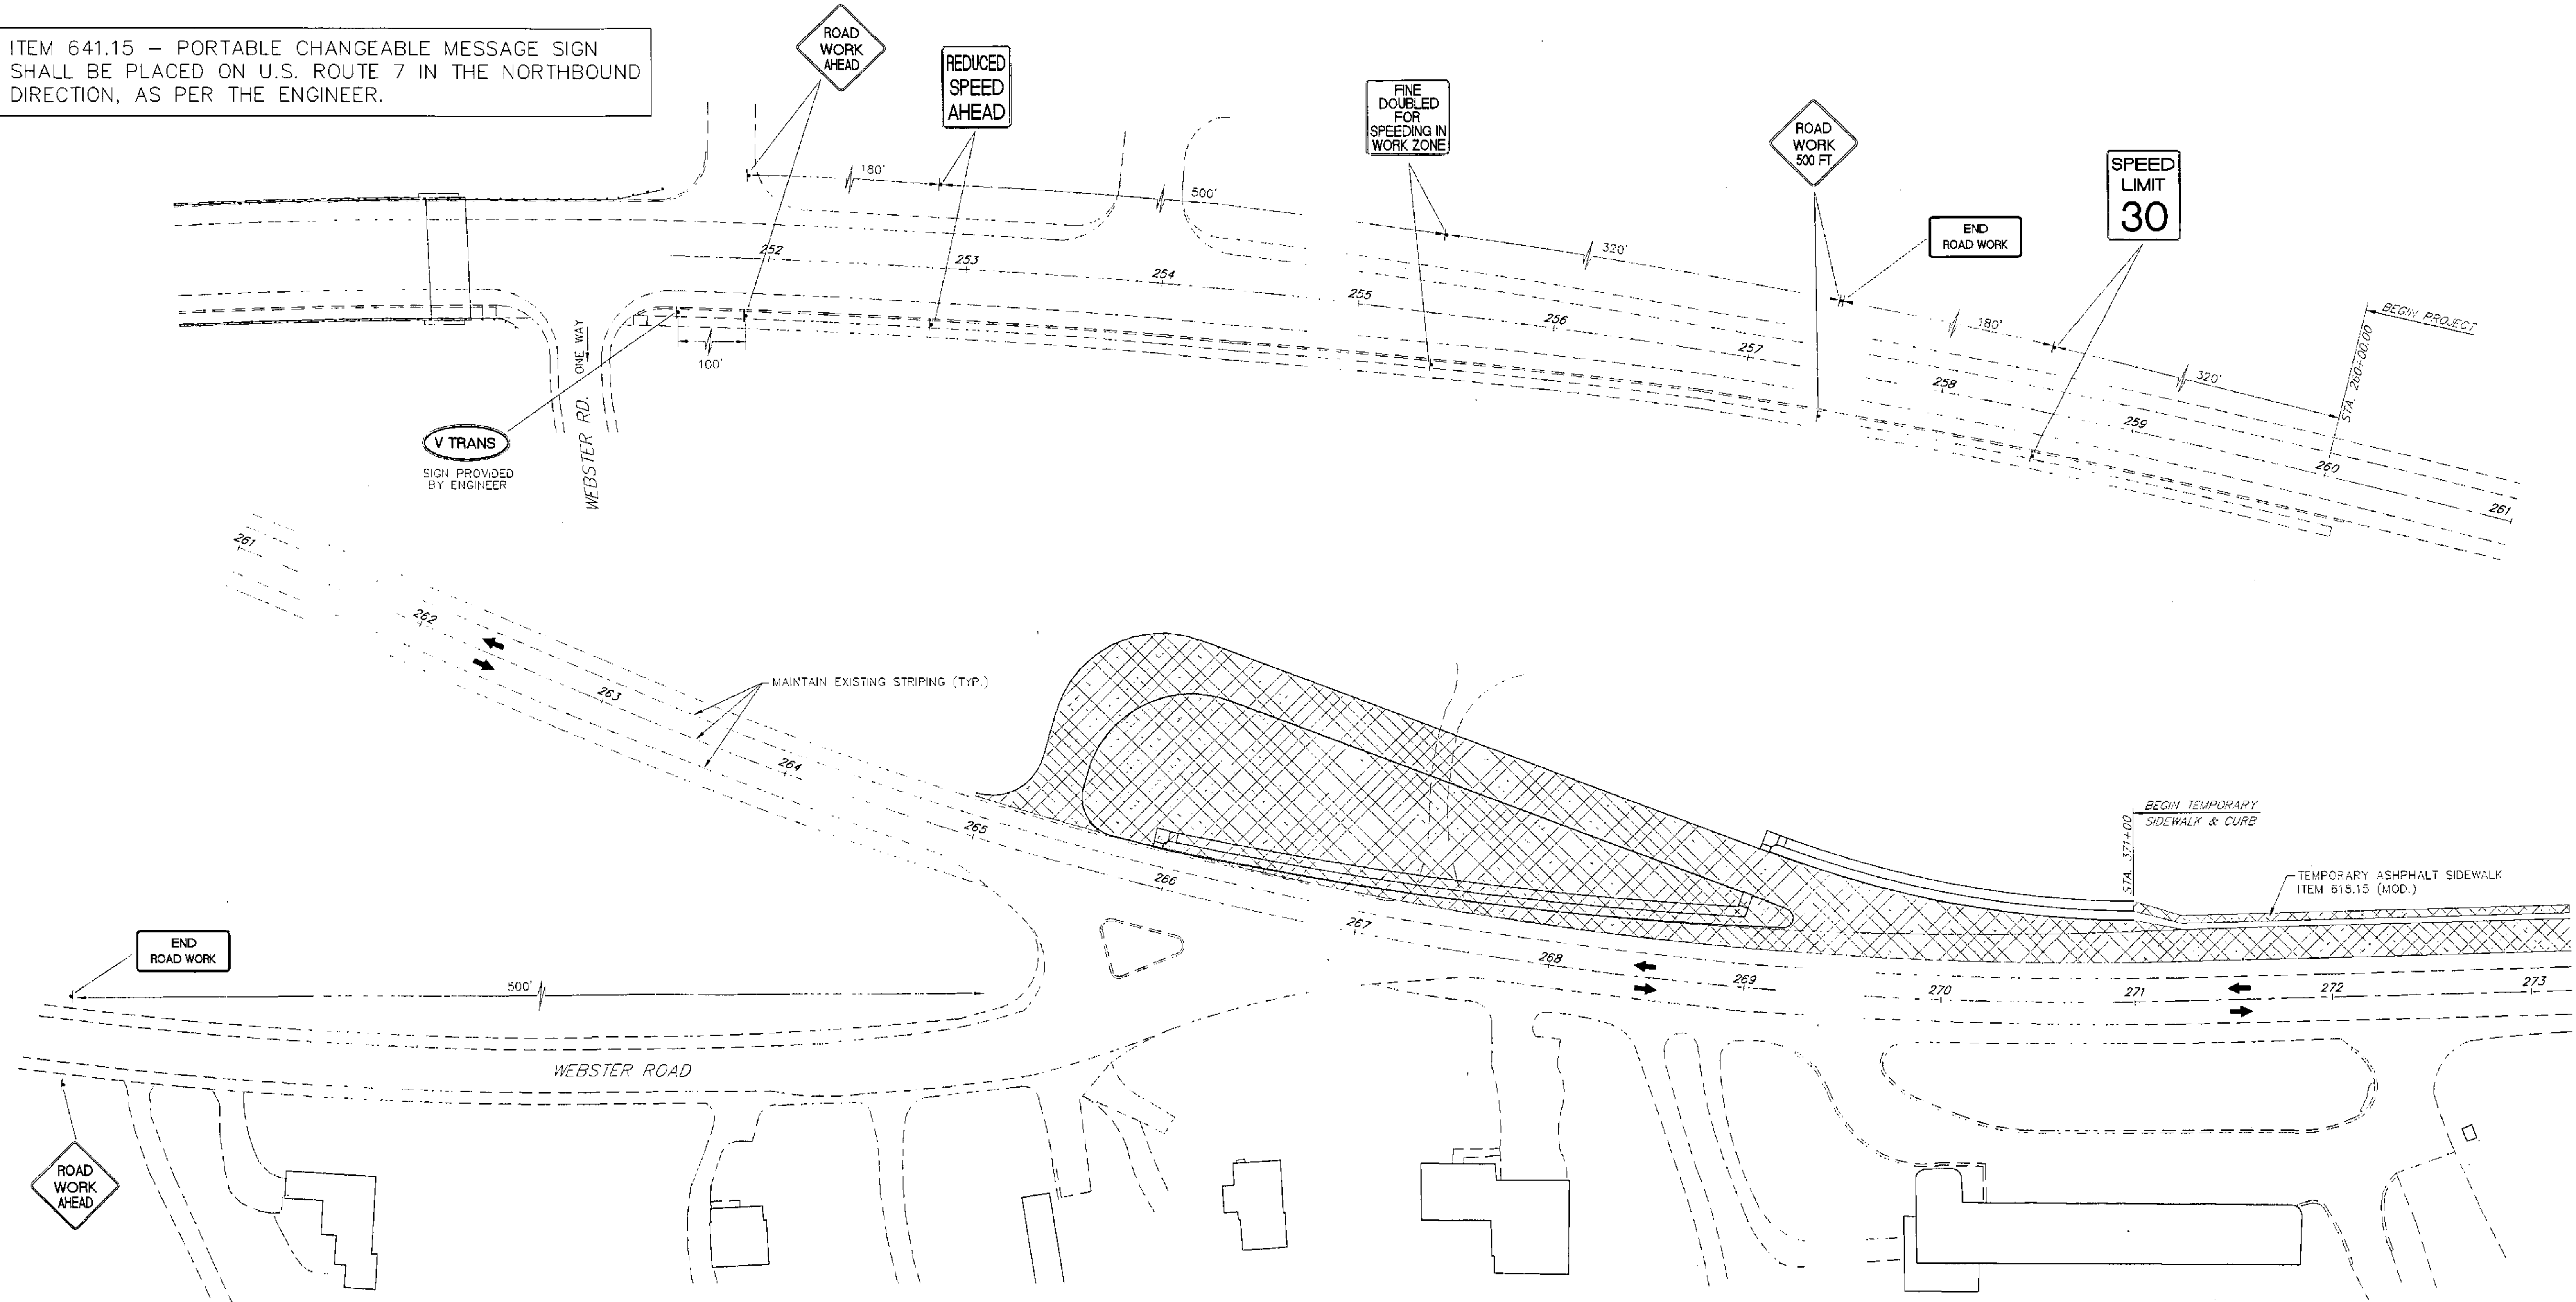 ITEM 641.15 – PORTABLE CHANGEABLE MESSAGE SIGN
SHALL BE PLACED ON U.S. ROUTE 7 IN THE NORTHBOUND
DIRECTION, AS PER THE ENGINEER.
ROAD
WORK
AHEAD
REDUCED
SPEED
AHEAD
FINE
DOUBLED
FOR
SPEEDING IN
WORK ZONE
ROAD
WORK
500 FT
SPEED
LIMIT
30
END
ROAD WORK
180'
500'
320'
180'
320'
BEGIN PROJECT
STA. 260+00.00
252
253
254
255
256
257
258
259
260
261
100'
ONE WAY
WEBSTER RD.
V TRANS
SIGN PROVIDED
BY ENGINEER
261
262
263
264
265
266
267
268
269
270
271
272
273
MAINTAIN EXISTING STRIPING (TYP.)
BEGIN TEMPORARY
SIDEWALK & CURB
STA. 371+00
TEMPORARY ASHPHALT SIDEWALK
ITEM 618.15 (MOD.)
END
ROAD WORK
500'
WEBSTER ROAD
ROAD
WORK
AHEAD